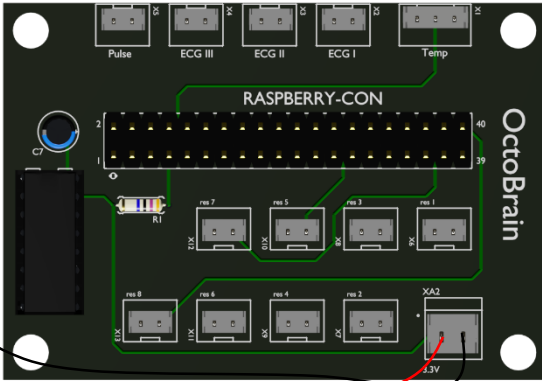 X5
X4
X3
X2
X1
Pulse
ECG III
ECG II
ECG I
Temp
RASPBERRY-CON
2
40
C7
1
39
OctoBrain
R1
res 7
res 5
res 3
res 1
X12
X10
X8
X6
res 8
res 6
res 4
res 2
XA2
X13
X11
X9
X7
3.3V